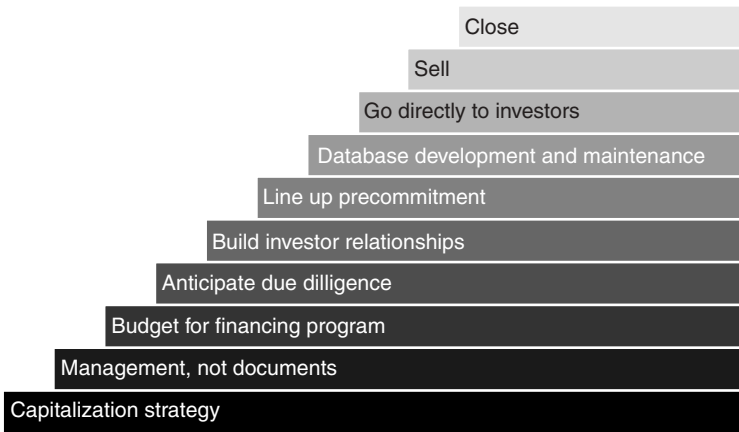 Close
Sell
Go directly to investors
Database development and maintenance
Line up precommitment
Build investor relationships
Anticipate due dilligence
Budget for financing program
Management, not documents
Capitalization strategy